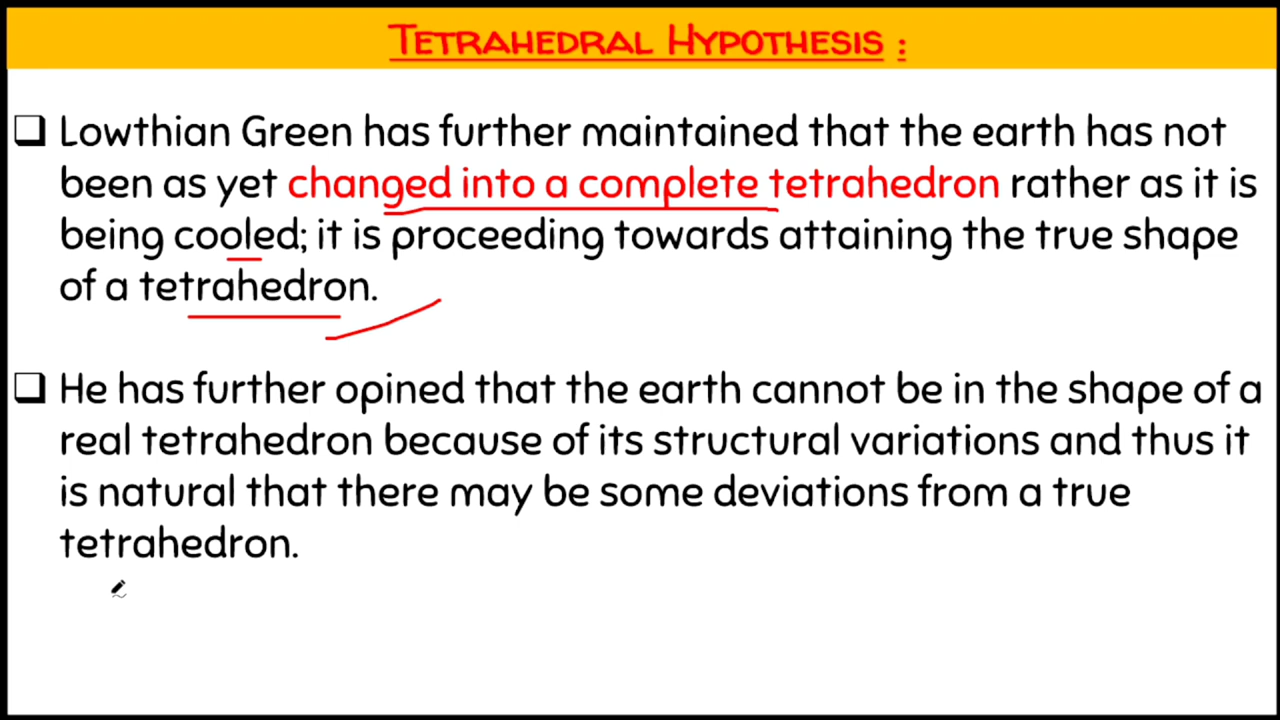 TETRAHEDRAL HYPOTHESIS :
Lowthian Green has further maintained that the earth has not
been as yet changed into a complete tetrahedron rather as it is
being cooled; it is proceeding towards attaining the true shape
of a tetrahedron.
He has further opined that the earth cannot be in the shape of a
real tetrahedron because of its structural variations and thus it
is natural that there may be some deviations from a true
tetrahedron.